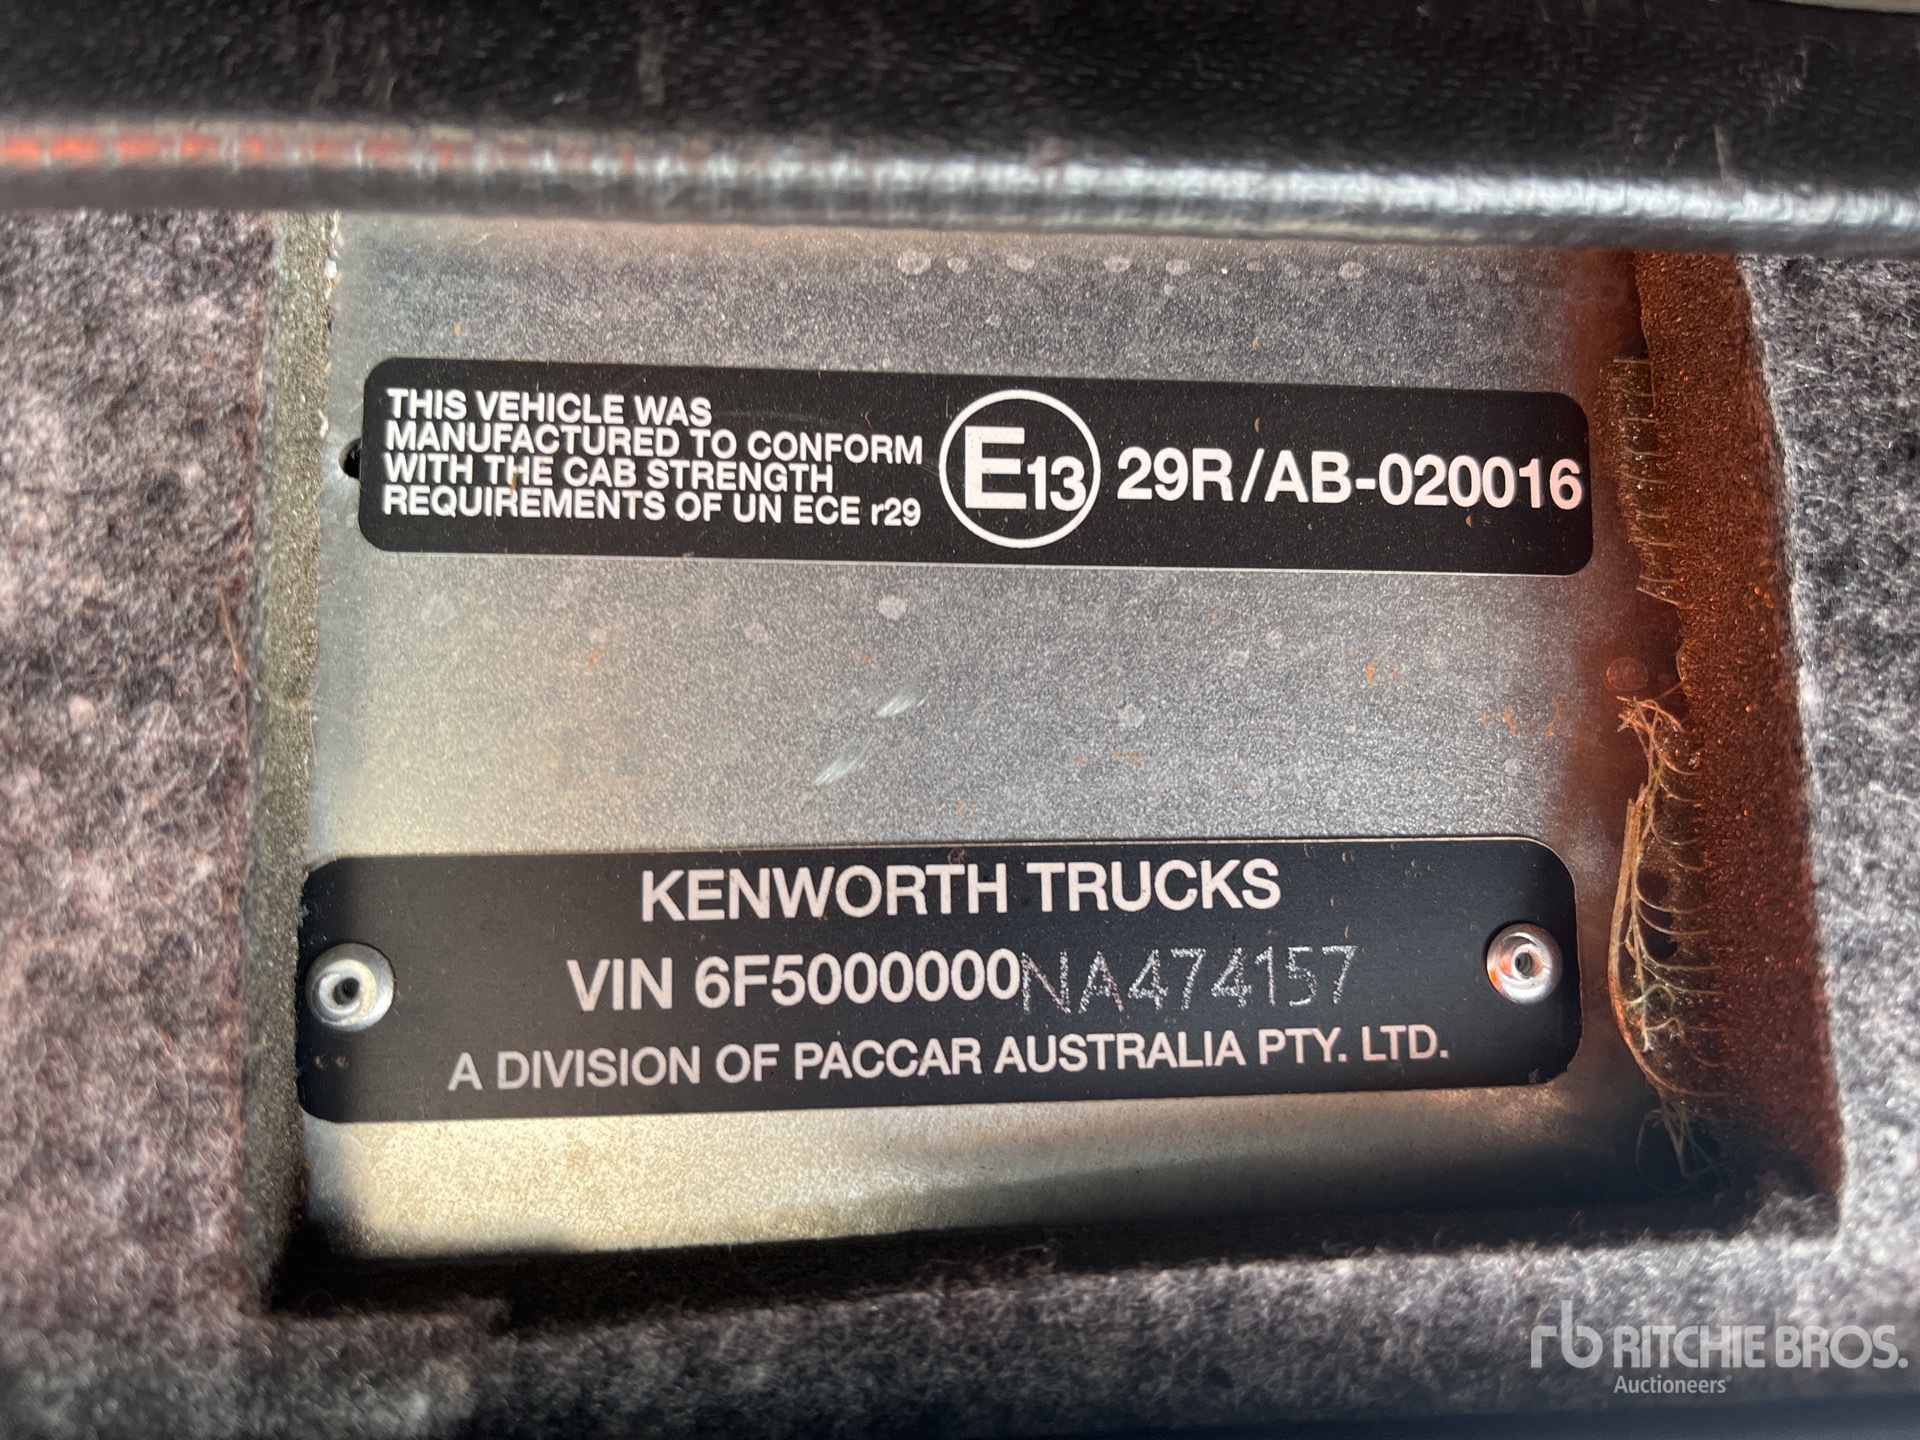 THIS VEHICLE WAS
MANUFACTURED TO CONFORM
WITH THE CAB STRENGTH
REQUIREMENTS OF UN ECE r29
E13
29R/AB-020016
KENWORTH TRUCKS
VIN 6F5000000NA474157
A DIVISION OF PACCAR AUSTRALIA PTY. LTD.
rb RITCHIE BROS.
Auctioneers